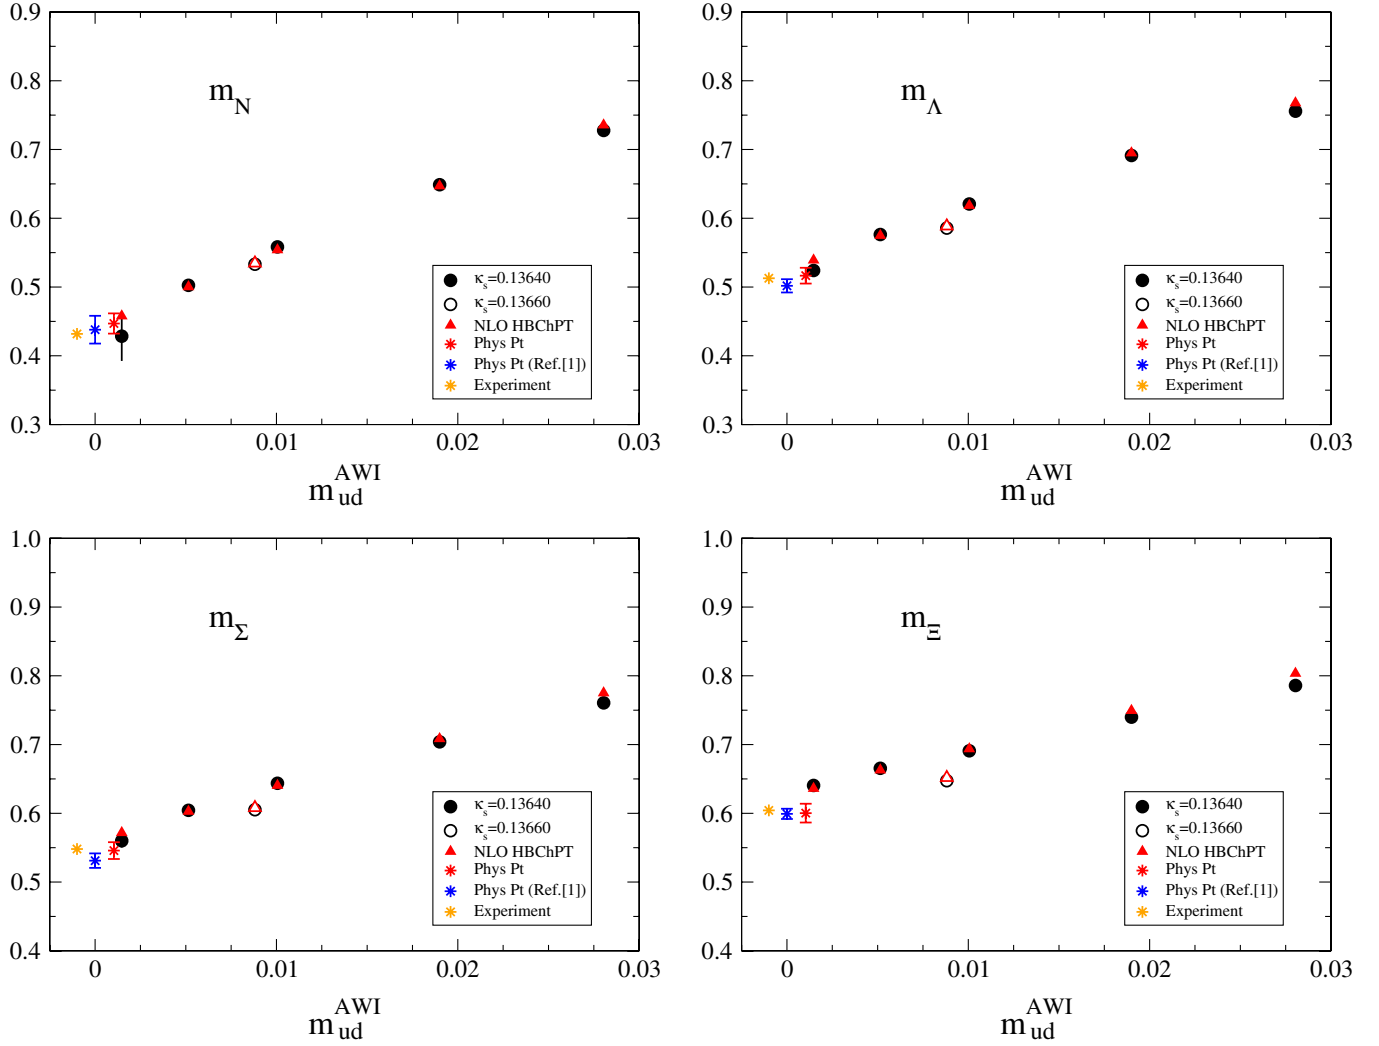 0.9
0.8
0.7
0.6
0.5
0.4
0.3
m_N
κ_s=0.13640
κ_s=0.13660
NLO HBChPT
Phys Pt
Phys Pt (Ref.[1])
Experiment
0 0.01 0.02 0.03
m_ud^AWI
0.9
0.8
0.7
0.6
0.5
0.4
0.3
m_Λ
κ_s=0.13640
κ_s=0.13660
NLO HBChPT
Phys Pt
Phys Pt (Ref.[1])
Experiment
0 0.01 0.02 0.03
m_ud^AWI
1.0
0.9
0.8
0.7
0.6
0.5
0.4
m_Σ
κ_s=0.13640
κ_s=0.13660
NLO HBChPT
Phys Pt
Phys Pt (Ref.[1])
Experiment
0 0.01 0.02 0.03
m_ud^AWI
1.0
0.9
0.8
0.7
0.6
0.5
0.4
m_Ξ
κ_s=0.13640
κ_s=0.13660
NLO HBChPT
Phys Pt
Phys Pt (Ref.[1])
Experiment
0 0.01 0.02 0.03
m_ud^AWI